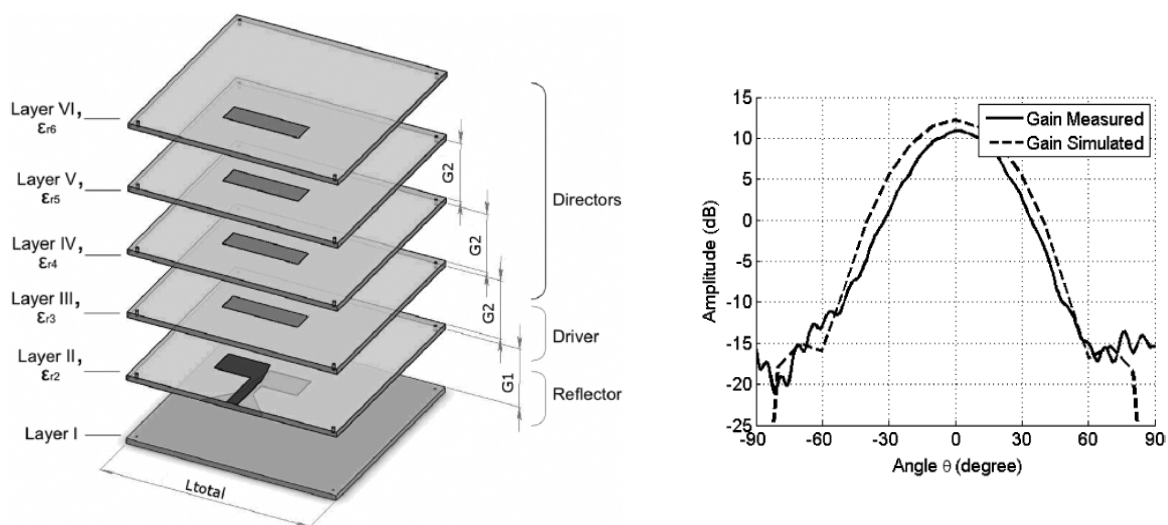 Layer VI,
εr6
Layer V,
εr5
Layer IV,
εr4
Layer III,
εr3
Layer II,
εr2
Layer I
Ltotal
G2
G2
G2
G1
Directors
Driver
Reflector
Gain Measured
Gain Simulated
Amplitude (dB)
15
10
5
0
-5
-10
-15
-20
-25
-90
-60
-30
0
30
60
90
Angle θ (degree)